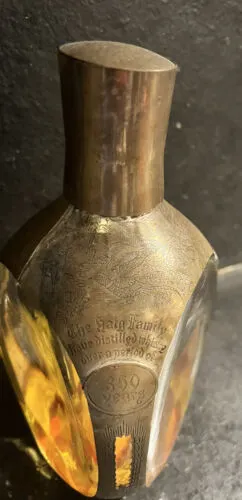 The Haig Family
have distilled whisky
over a period of
350
years